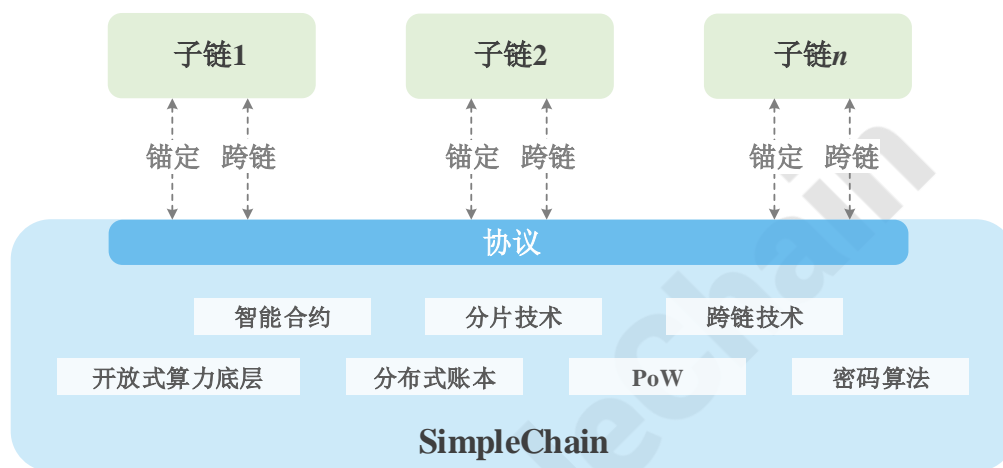 子链1 子链2 子链n
锚定 跨链 锚定 跨链 锚定 跨链
协议
智能合约 分片技术 跨链技术
开放式算力底层 分布式账本 PoW 密码算法
SimpleChain